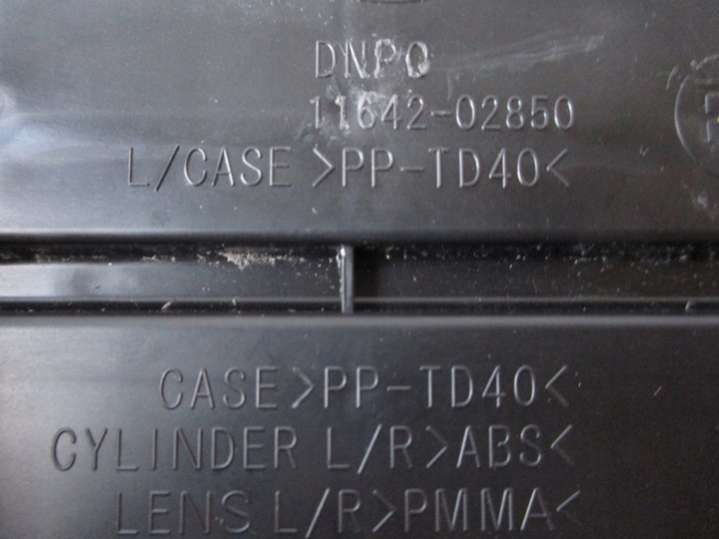 DNPO
11642-02850
L/CASE >PP-TD40<
CASE>PP-TD40<
CYLINDER L/R>ABS<
LENS L/R>PMMA<